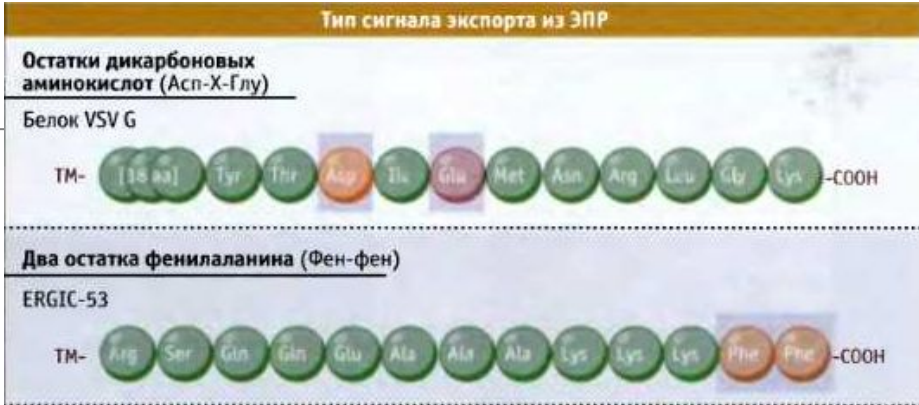 Тип сигнала экспорта из ЭПР
Остатки дикарбоновых
аминокислот (Асп-Х-Глу)
Белок VSV G
TM- [18 aa] Tyr Thr Asp Ile Glu Met Asn Arg Leu Gly Lys -COOH
Два остатка фенилаланина (Фен-фен)
ERGIC-53
TM- Arg Ser Gln Gln Glu Ala Ala Ala Lys Lys Lys Phe Phe -COOH